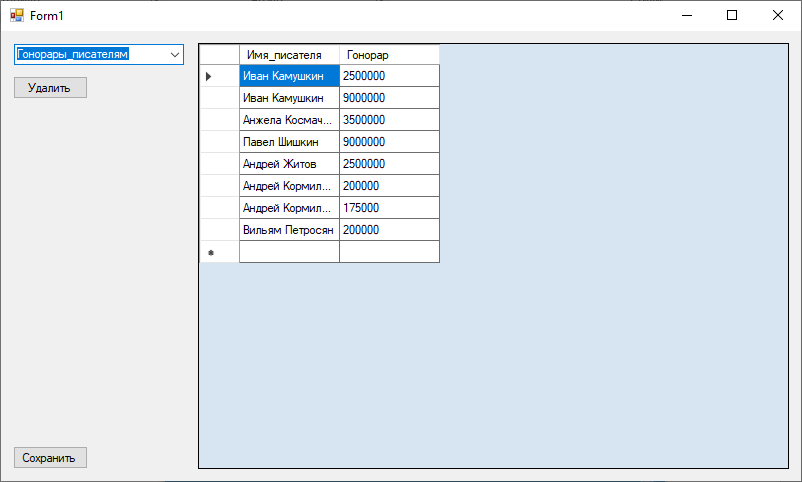 Form1
Гонорары_писателям
Удалить
Имя_писателя Гонорар
Иван Камушкин 2500000
Иван Камушкин 9000000
Анжела Космач... 3500000
Павел Шишкин 9000000
Андрей Житов 2500000
Андрей Кормил... 200000
Андрей Кормил... 175000
Вильям Петросян 200000
Сохранить